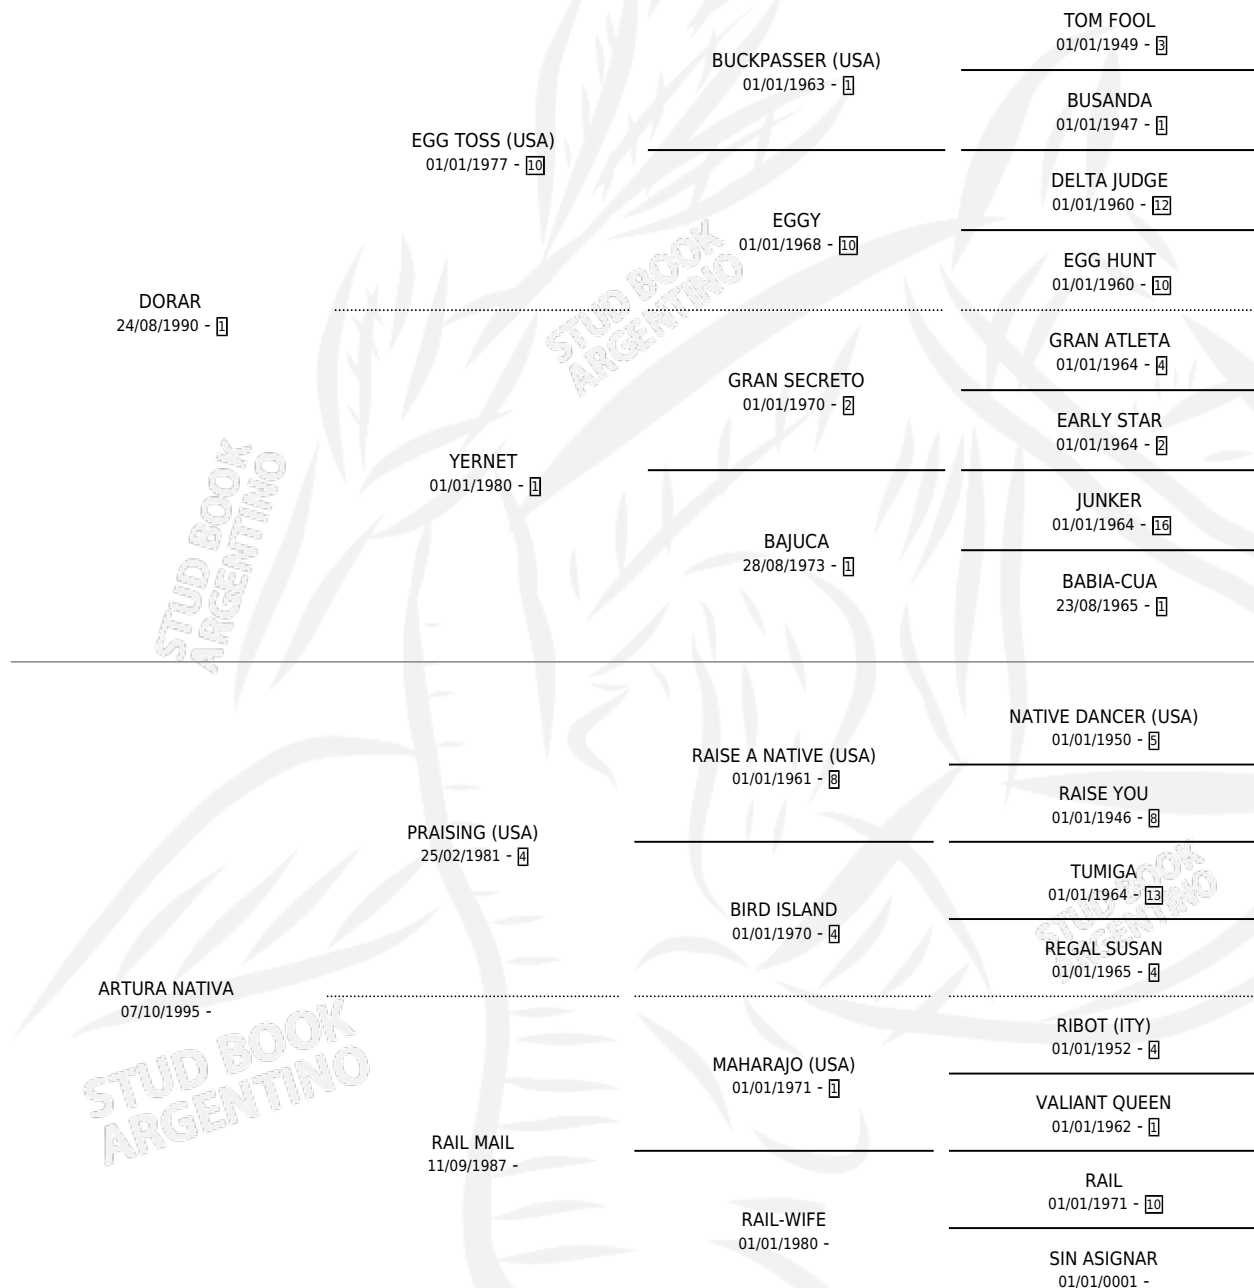 TOM FOOL
01/01/1949 - 3
BUCKPASSER (USA)
01/01/1963 - 1
BUSANDA
01/01/1947 - 1
EGG TOSS (USA)
01/01/1977 - 10
DELTA JUDGE
01/01/1960 - 12
EGGY
01/01/1968 - 10
EGG HUNT
01/01/1960 - 10
DORAR
24/08/1990 - 1
GRAN ATLETA
01/01/1964 - 4
GRAN SECRETO
01/01/1970 - 2
EARLY STAR
01/01/1964 - 2
YERNET
01/01/1980 - 1
JUNKER
01/01/1964 - 16
BAJUCA
28/08/1973 - 1
BABIA-CUA
23/08/1965 - 1
STUD BOOK
ARGENTINO
STUD BOOK
ARGENTINO
NATIVE DANCER (USA)
01/01/1950 - 5
RAISE A NATIVE (USA)
01/01/1961 - 8
RAISE YOU
01/01/1946 - 8
PRAISING (USA)
25/02/1981 - 4
TUMIGA
01/01/1964 - 13
BIRD ISLAND
01/01/1970 - 4
REGAL SUSAN
01/01/1965 - 4
ARTURA NATIVA
07/10/1995 -
RIBOT (ITY)
01/01/1952 - 4
MAHARAJO (USA)
01/01/1971 - 1
VALIANT QUEEN
01/01/1962 - 1
RAIL MAIL
11/09/1987 -
RAIL
01/01/1971 - 10
RAIL-WIFE
01/01/1980 -
SIN ASIGNAR
01/01/0001 -
STUD BOOK
ARGENTINO
STUD BOOK
ARGENTINO